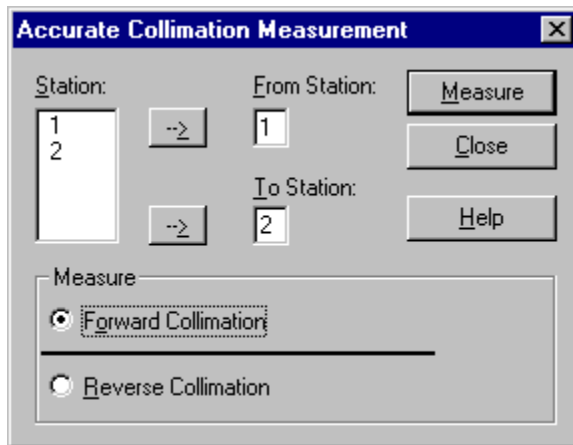 Accurate Collimation Measurement
Station:
1
2
-->
-->
From Station:
1
To Station:
2
Measure
Close
Help
Measure
Forward Collimation
Reverse Collimation